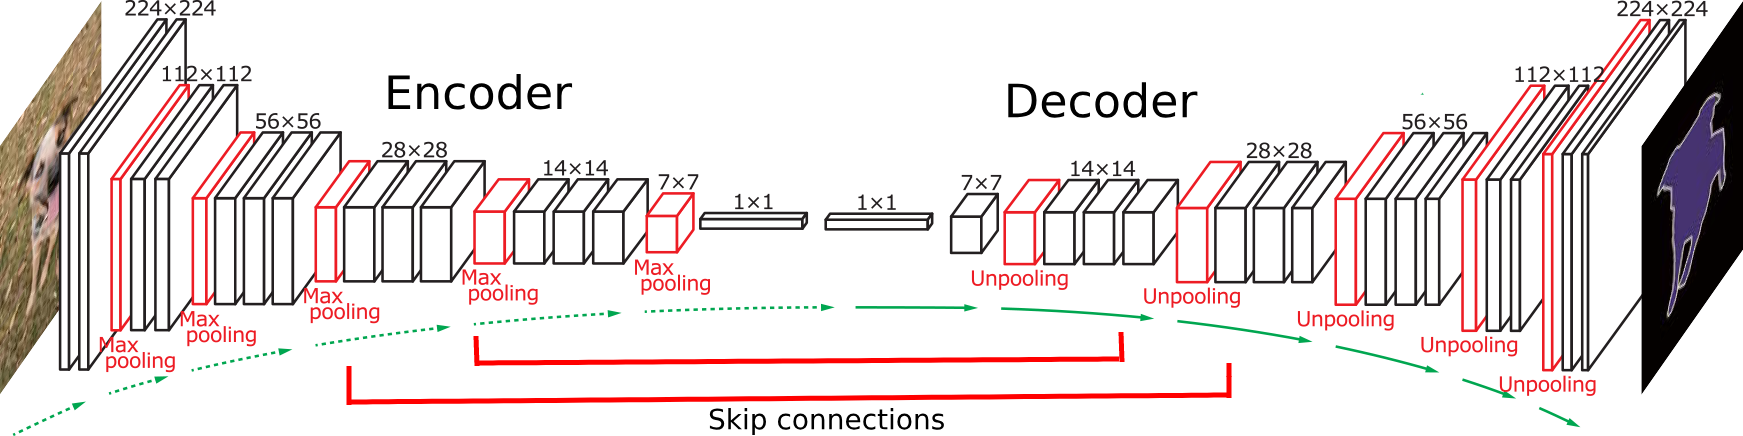 224×224
112×112
56×56
28×28
14×14
7×7
1×1
1×1
7×7
14×14
28×28
56×56
112×112
224×224
Encoder
Decoder
Max
pooling
Max
pooling
Max
pooling
Max
pooling
Max
pooling
Unpooling
Unpooling
Unpooling
Unpooling
Unpooling
Skip connections